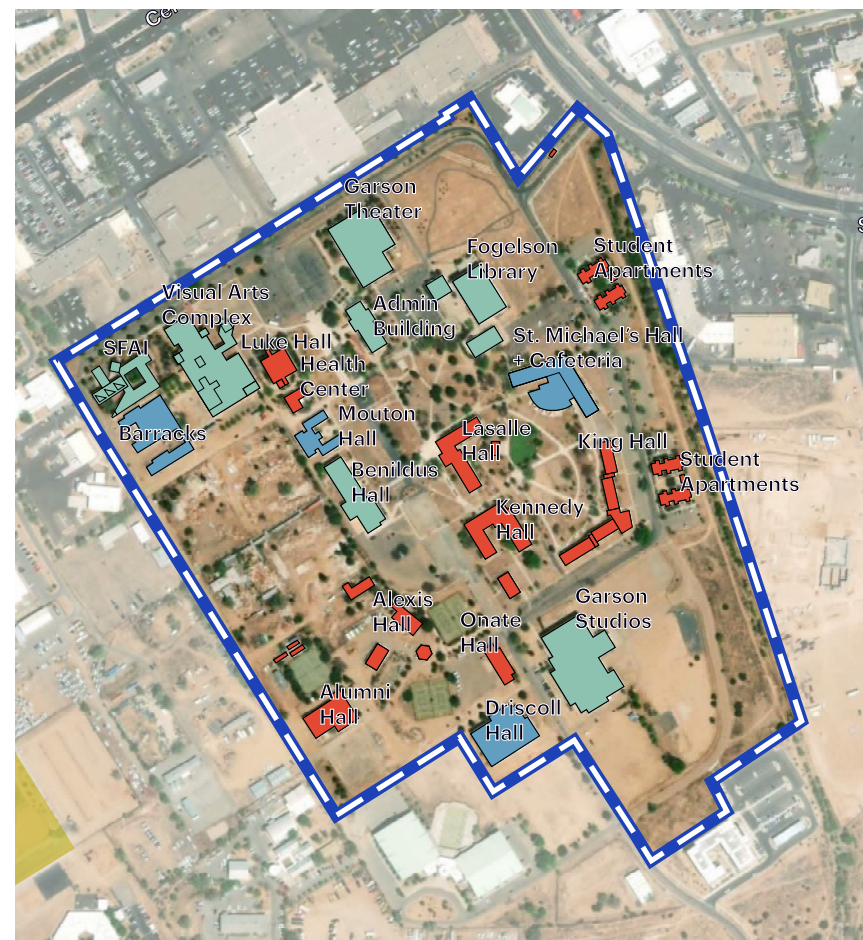 Garson
Theater
Fogelson
Library
Student
Apartments
Visual Arts
Complex
Admin
Building
SFAI
Luke Hall
St. Michael's Hall
+ Cafeteria
Health
Center
Barracks
Mouton
Hall
Lasalle
Hall
King Hall
Student
Apartments
Benildus
Hall
Kennedy
Hall
Alexis
Hall
Onate
Hall
Garson
Studios
Alumni
Hall
Driscoll
Hall